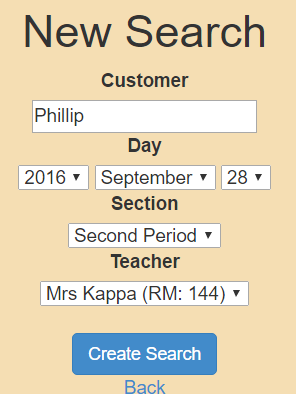 New Search
Customer
Phillip
Day
2016 September 28
Section
Second Period
Teacher
Mrs Kappa (RM: 144)
Create Search
Back